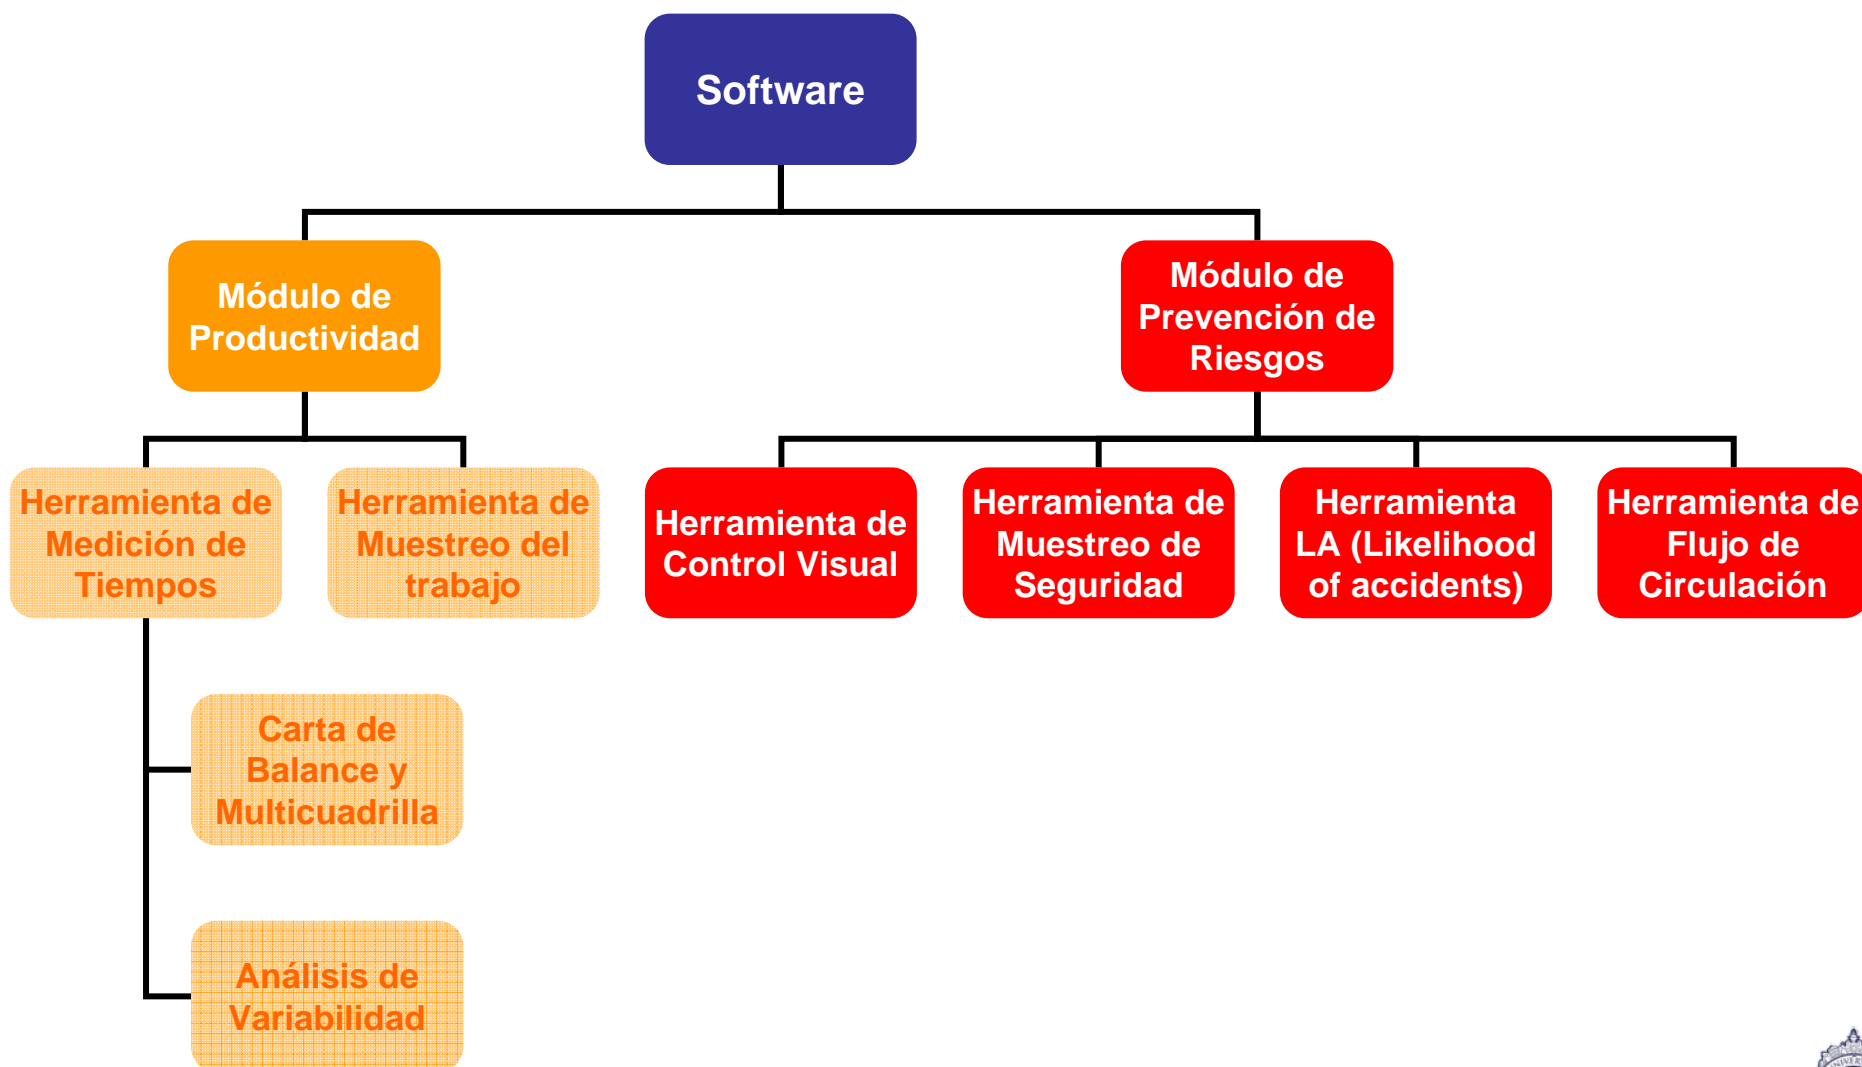 Software
Módulo de
Productividad
Módulo de
Prevención de
Riesgos
Herramienta de
Medición de
Tiempos
Herramienta de
Muestreo del
trabajo
Herramienta de
Control Visual
Herramienta de
Muestreo de
Seguridad
Herramienta
LA (Likelihood
of accidents)
Herramienta de
Flujo de
Circulación
Carta de
Balance y
Multicuadrilla
Análisis de
Variabilidad